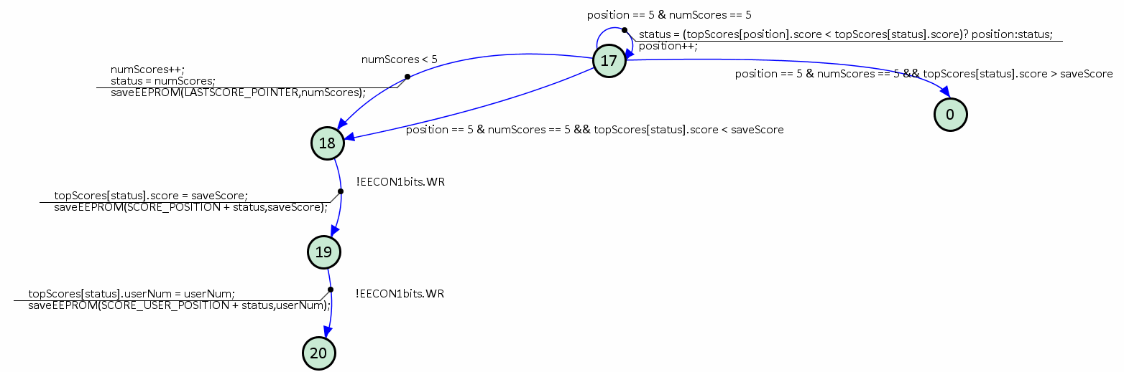 position == 5 & numScores == 5
status = (topScores[position].score < topScores[status].score)? position:status;
position++;
17
numScores < 5
numScores++;
status = numScores;
saveEEPROM(LASTSCORE_POINTER,numScores);
position == 5 & numScores == 5 && topScores[status].score > saveScore
0
position == 5 & numScores == 5 && topScores[status].score < saveScore
18
!EECON1bits.WR
topScores[status].score = saveScore;
saveEEPROM(SCORE_POSITION + status,saveScore);
19
!EECON1bits.WR
topScores[status].userNum = userNum;
saveEEPROM(SCORE_USER_POSITION + status,userNum);
20